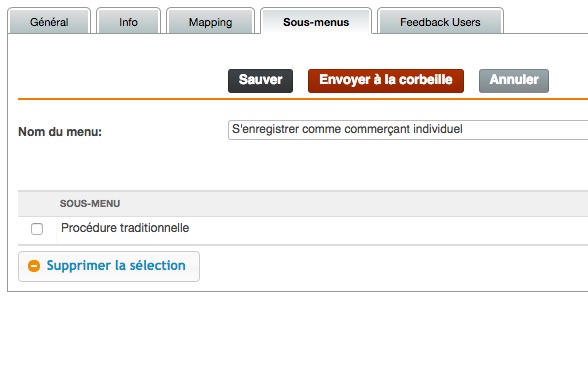 Général Info Mapping Sous-menus Feedback Users
Sauver Envoyer à la corbeille Annuler
Nom du menu: S'enregistrer comme commerçant individuel
SOUS-MENU
Procédure traditionnelle
Supprimer la sélection